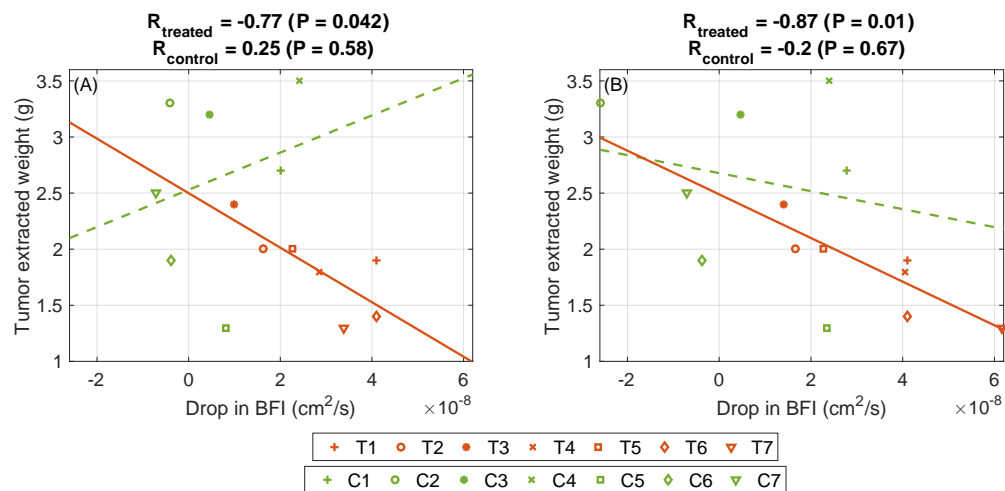 R_treated = -0.77 (P = 0.042)
R_control = 0.25 (P = 0.58)
(A)
Tumor extracted weight (g)
3.5
3
2.5
2
1.5
1
-2 0 2 4 6
Drop in BFI (cm²/s) ×10⁻⁸
R_treated = -0.87 (P = 0.01)
R_control = -0.2 (P = 0.67)
(B)
Tumor extracted weight (g)
3.5
3
2.5
2
1.5
1
-2 0 2 4 6
Drop in BFI (cm²/s) ×10⁻⁸
T1 T2 T3 T4 T5 T6 T7
C1 C2 C3 C4 C5 C6 C7